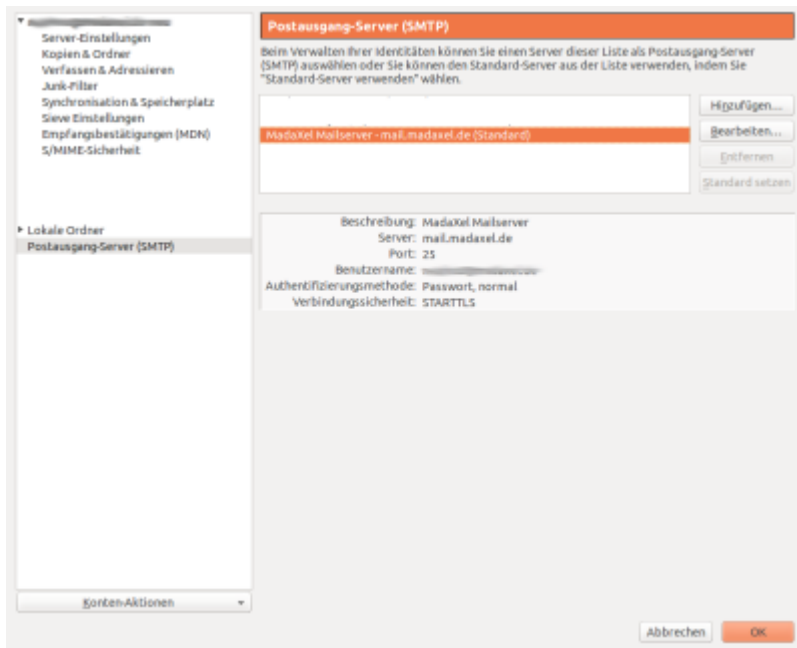 Server-Einstellungen
Kopien & Ordner
Verfassen & Adressieren
Junk-Filter
Synchronisation & Speicherplatz
Sieve Einstellungen
Empfangsbestätigungen (MDN)
S/MIME-Sicherheit
Lokale Ordner
Postausgang-Server (SMTP)
Konten-Aktionen
Postausgang-Server (SMTP)
Beim Verwalten Ihrer Identitäten können Sie einen Server dieser Liste als Postausgang-Server
(SMTP) auswählen oder Sie können den Standard-Server aus der Liste verwenden, indem Sie
"Standard-Server verwenden" wählen.
MadaXel Mailserver - mail.madaxel.de (Standard)
Hinzufügen...
Bearbeiten...
Entfernen
Standard setzen
Beschreibung: MadaXel Mailserver
Server: mail.madaxel.de
Port: 25
Benutzername:
Authentifizierungsmethode: Passwort, normal
Verbindungssicherheit: STARTTLS
Abbrechen
OK